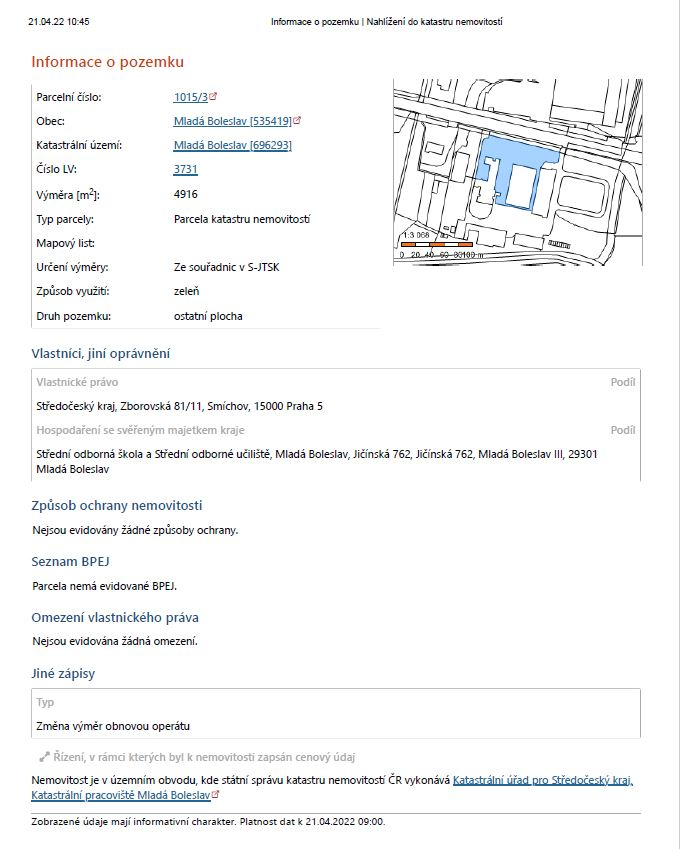 21.04.22 10:45 Informace o pozemku | Nahlížení do katastru nemovitostí
Informace o pozemku
Parcelní číslo: 1015/3
Obec: Mladá Boleslav [535419]
Katastrální území: Mladá Boleslav [696293]
Číslo LV: 3731
Výměra [m2]: 4916
Typ parcely: Parcela katastru nemovitostí
Mapový list:
Určení výměry: Ze souřadnic v S-JTSK
Způsob využití: zeleň
Druh pozemku: ostatní plocha
1:3 068
0 20 40 60 80100 m
Vlastníci, jiní oprávnění
Vlastnické právo Podíl
Středočeský kraj, Zborovská 81/11, Smíchov, 15000 Praha 5
Hospodaření se svěřeným majetkem kraje Podíl
Střední odborná škola a Střední odborné učiliště, Mladá Boleslav, Jičínská 762, Jičínská 762, Mladá Boleslav III, 29301
Mladá Boleslav
Způsob ochrany nemovitosti
Nejsou evidovány žádné způsoby ochrany.
Seznam BPEJ
Parcela nemá evidované BPEJ.
Omezení vlastnického práva
Nejsou evidována žádná omezení.
Jiné zápisy
Typ
Změna výměr obnovou operátu
Řízení, v rámci kterých byl k nemovitosti zapsán cenový údaj
Nemovitost je v územním obvodu, kde státní správu katastru nemovitostí ČR vykonává Katastrální úřad pro Středočeský kraj,
Katastrální pracoviště Mladá Boleslav
Zobrazené údaje mají informativní charakter. Platnost dat k 21.04.2022 09:00.